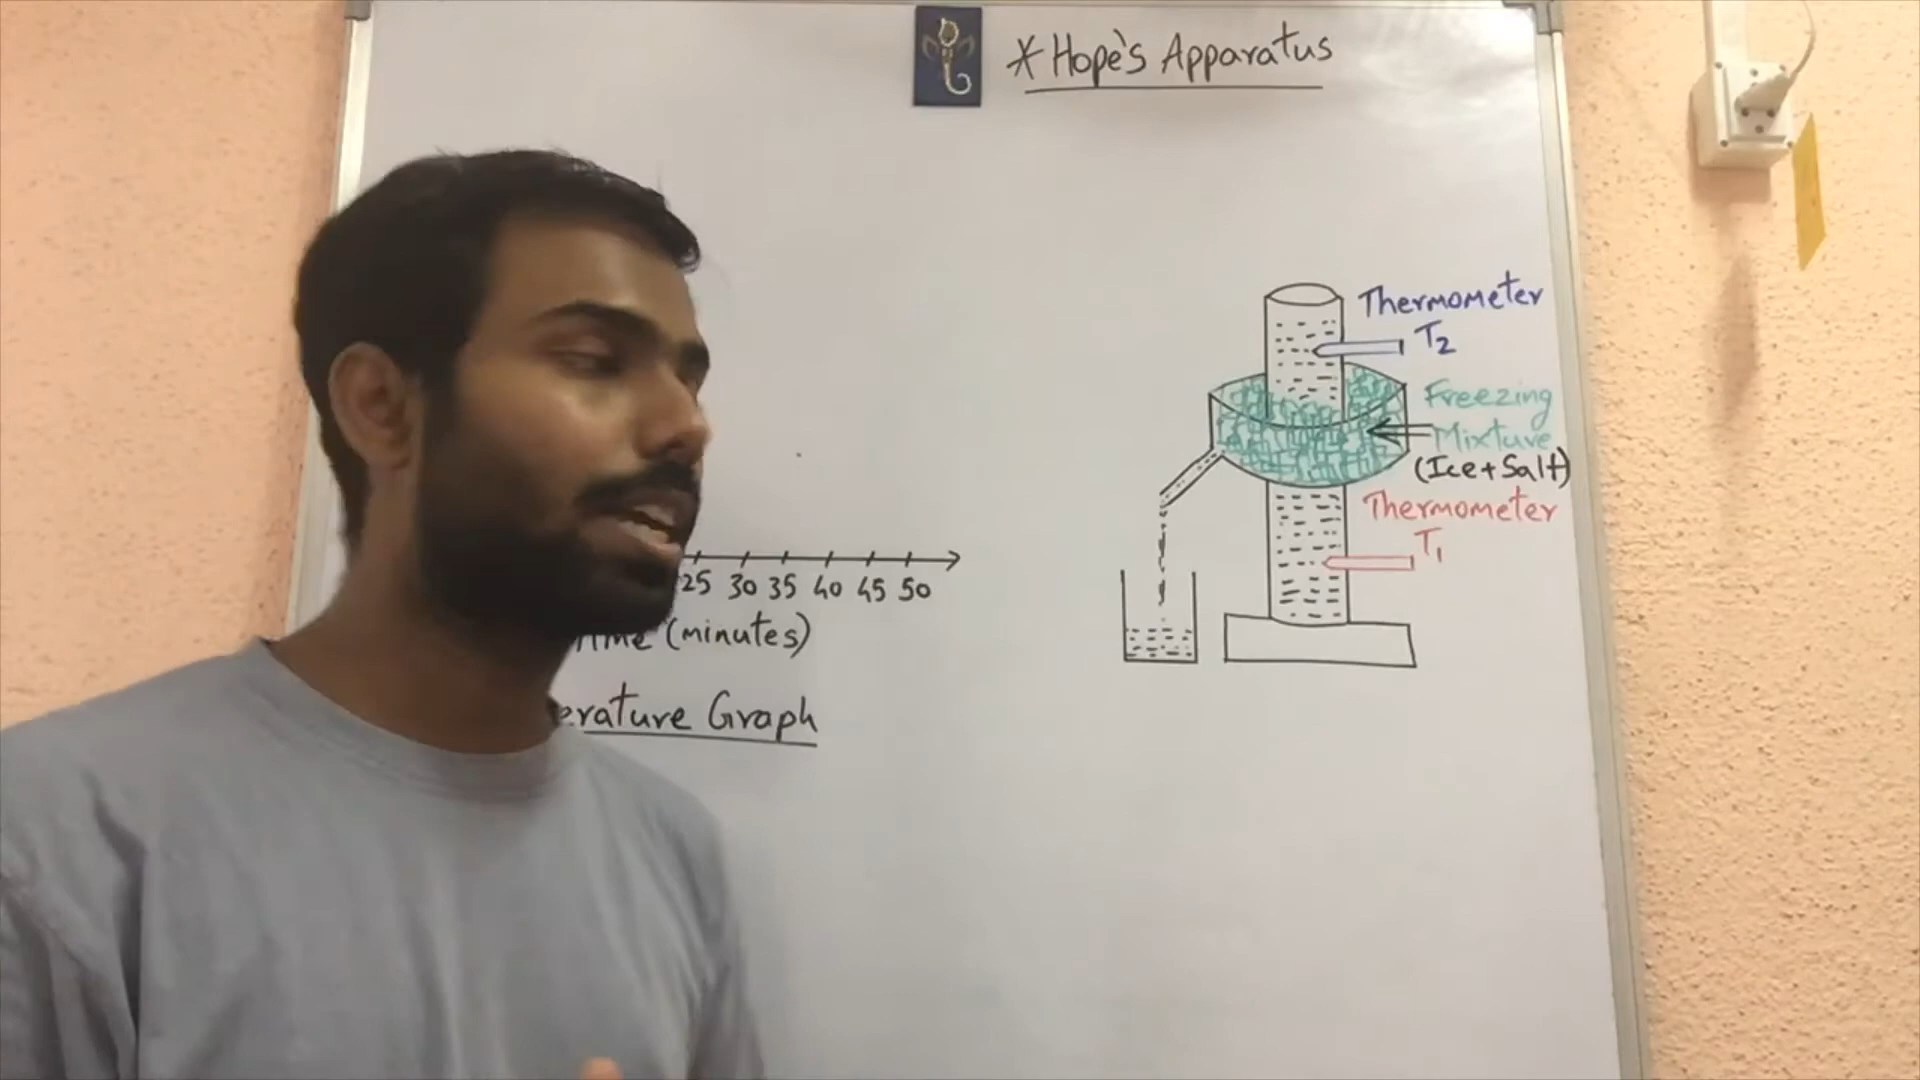 *Hope's Apparatus
Thermometer
T2
Freezing
Mixture
(Ice+Salt)
Thermometer
T1
25 30 35 40 45 50
(minutes)
erature Graph